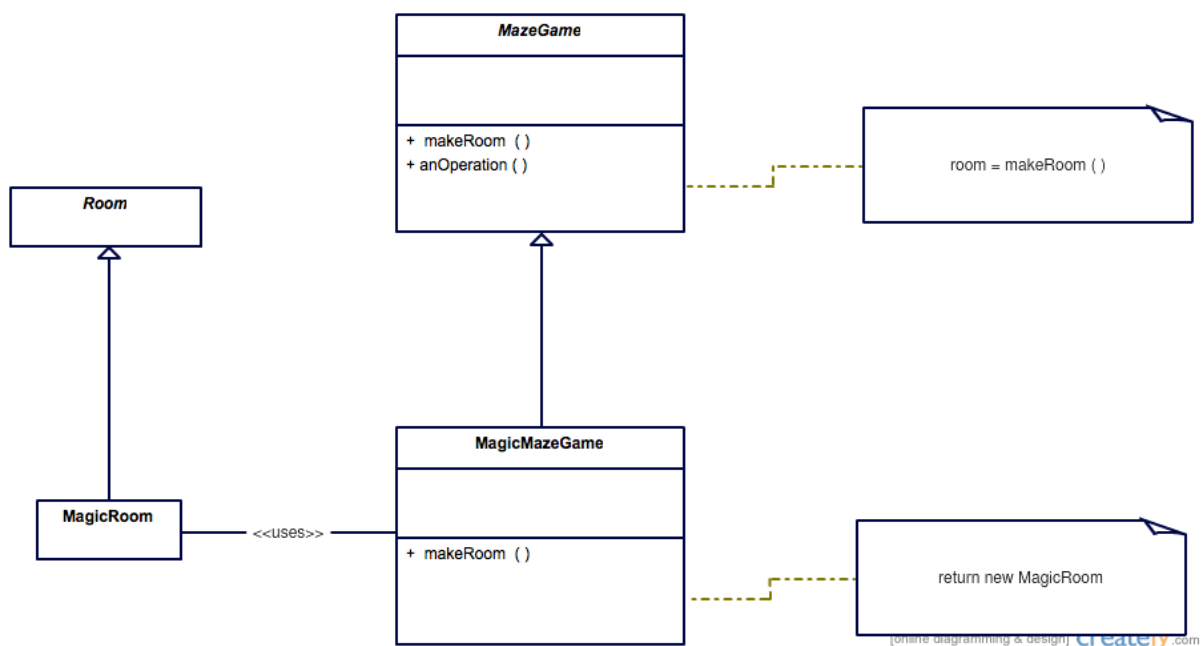 MazeGame
+ makeRoom ( )
+ anOperation ( )
room = makeRoom ( )
Room
MagicMazeGame
MagicRoom
<<uses>>
+ makeRoom ( )
return new MagicRoom
[online diagramming & design] creately.com